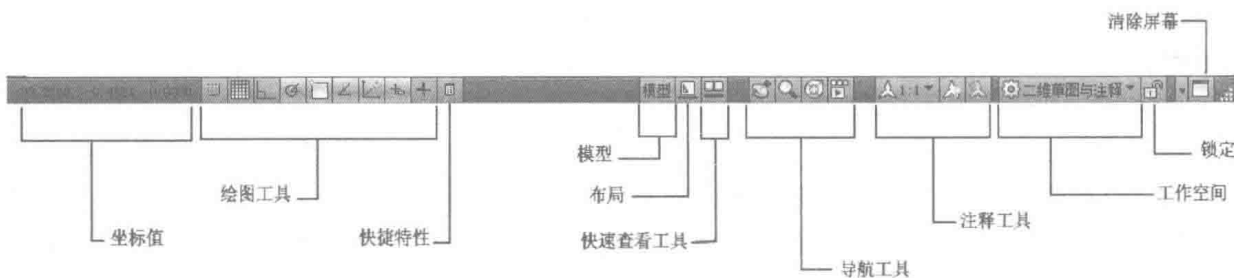 清除屏幕
模型
1:1
二维草图与注释
模型
锁定
绘图工具
布局
工作空间
坐标值
快捷特性
快速查看工具
注释工具
导航工具